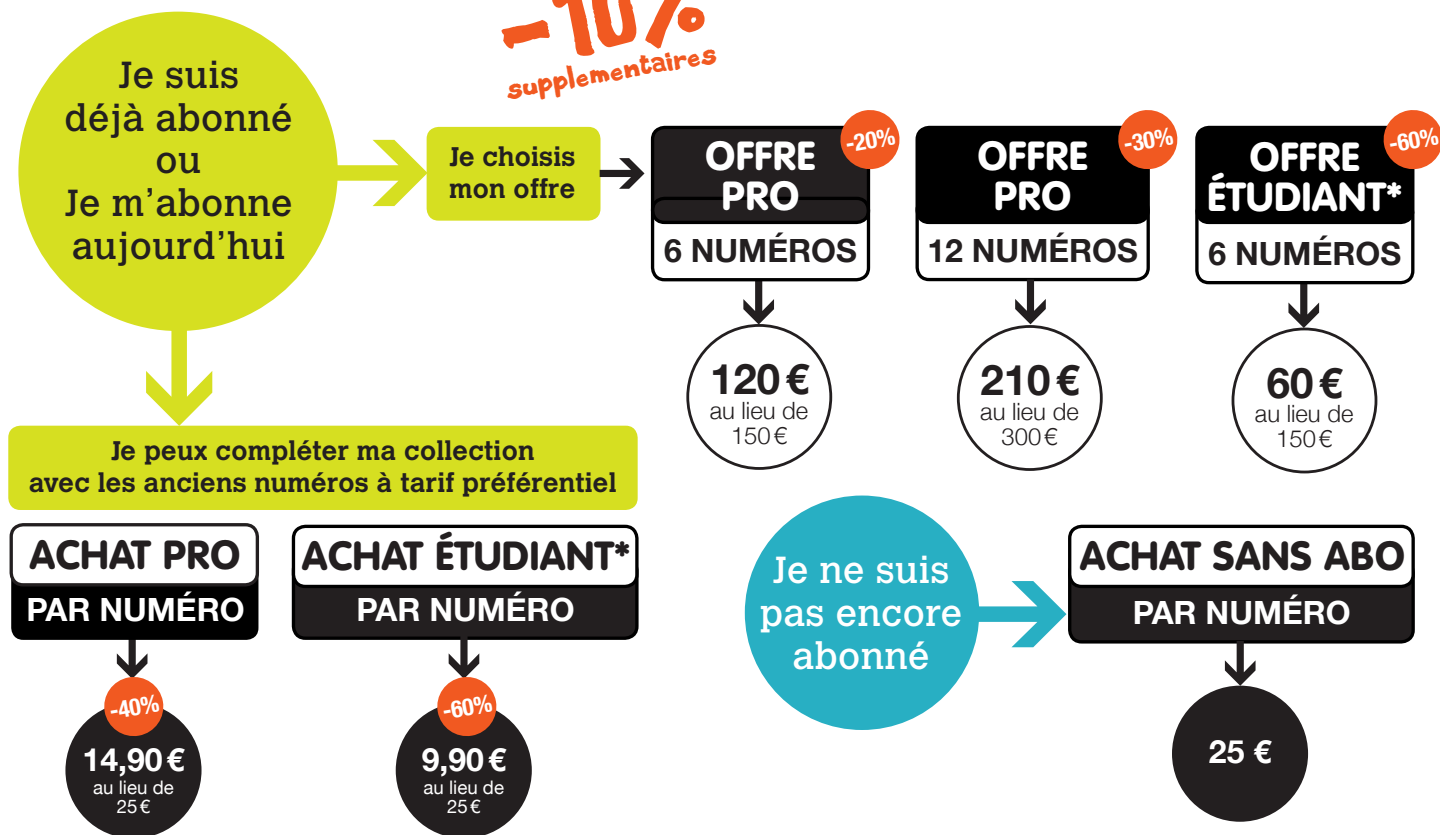 -10%
supplementaires
Je suis
déjà abonné
ou
Je m'abonne
aujourd'hui
Je choisis
mon offre
OFFRE
PRO
-20%
6 NUMÉROS
120 €
au lieu de
150 €
OFFRE
PRO
-30%
12 NUMÉROS
210 €
au lieu de
300 €
OFFRE
ÉTUDIANT*
-60%
6 NUMÉROS
60 €
au lieu de
150 €
Je peux compléter ma collection
avec les anciens numéros à tarif préférentiel
ACHAT PRO
PAR NUMÉRO
-40%
14,90 €
au lieu de
25 €
ACHAT ÉTUDIANT*
PAR NUMÉRO
-60%
9,90 €
au lieu de
25 €
Je ne suis
pas encore
abonné
ACHAT SANS ABO
PAR NUMÉRO
25 €